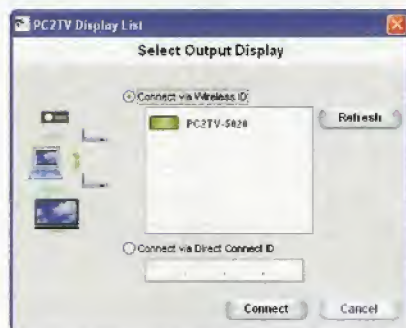 PC2TV Display List
Select Output Display
Connect via Wireless ID
PC2TV-5020
Refresh
Connect via Direct Connect ID
. . .
Connect
Cancel